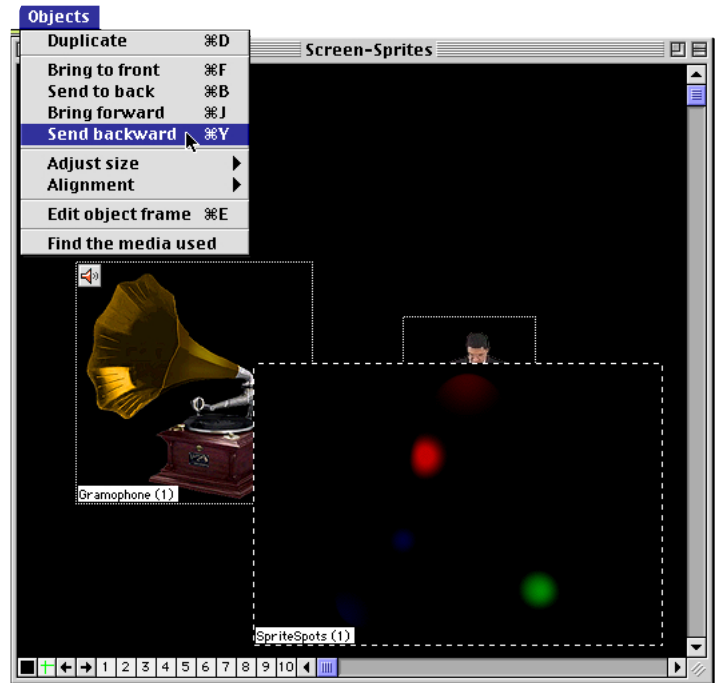 Objects
Screen-Sprites
Duplicate ⌘D
Bring to front ⌘F
Send to back ⌘B
Bring forward ⌘J
Send backward ⌘Y
Adjust size
Alignment
Edit object frame ⌘E
Find the media used
Gramophone (1)
SpriteSpots (1)
1 2 3 4 5 6 7 8 9 10